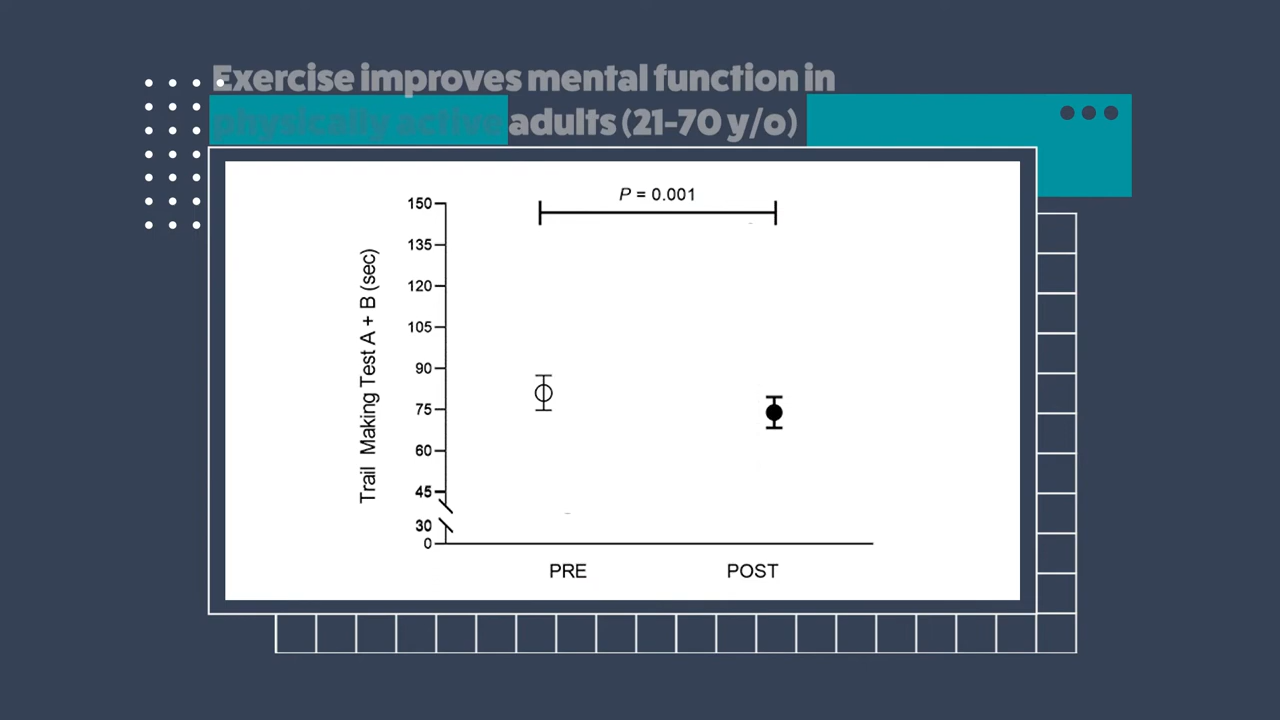 Exercise improves mental function in
physically active adults (21-70 y/o)
P = 0.001
150
135
120
105
90
75
60
45
30
0
Trail Making Test A + B (sec)
PRE POST